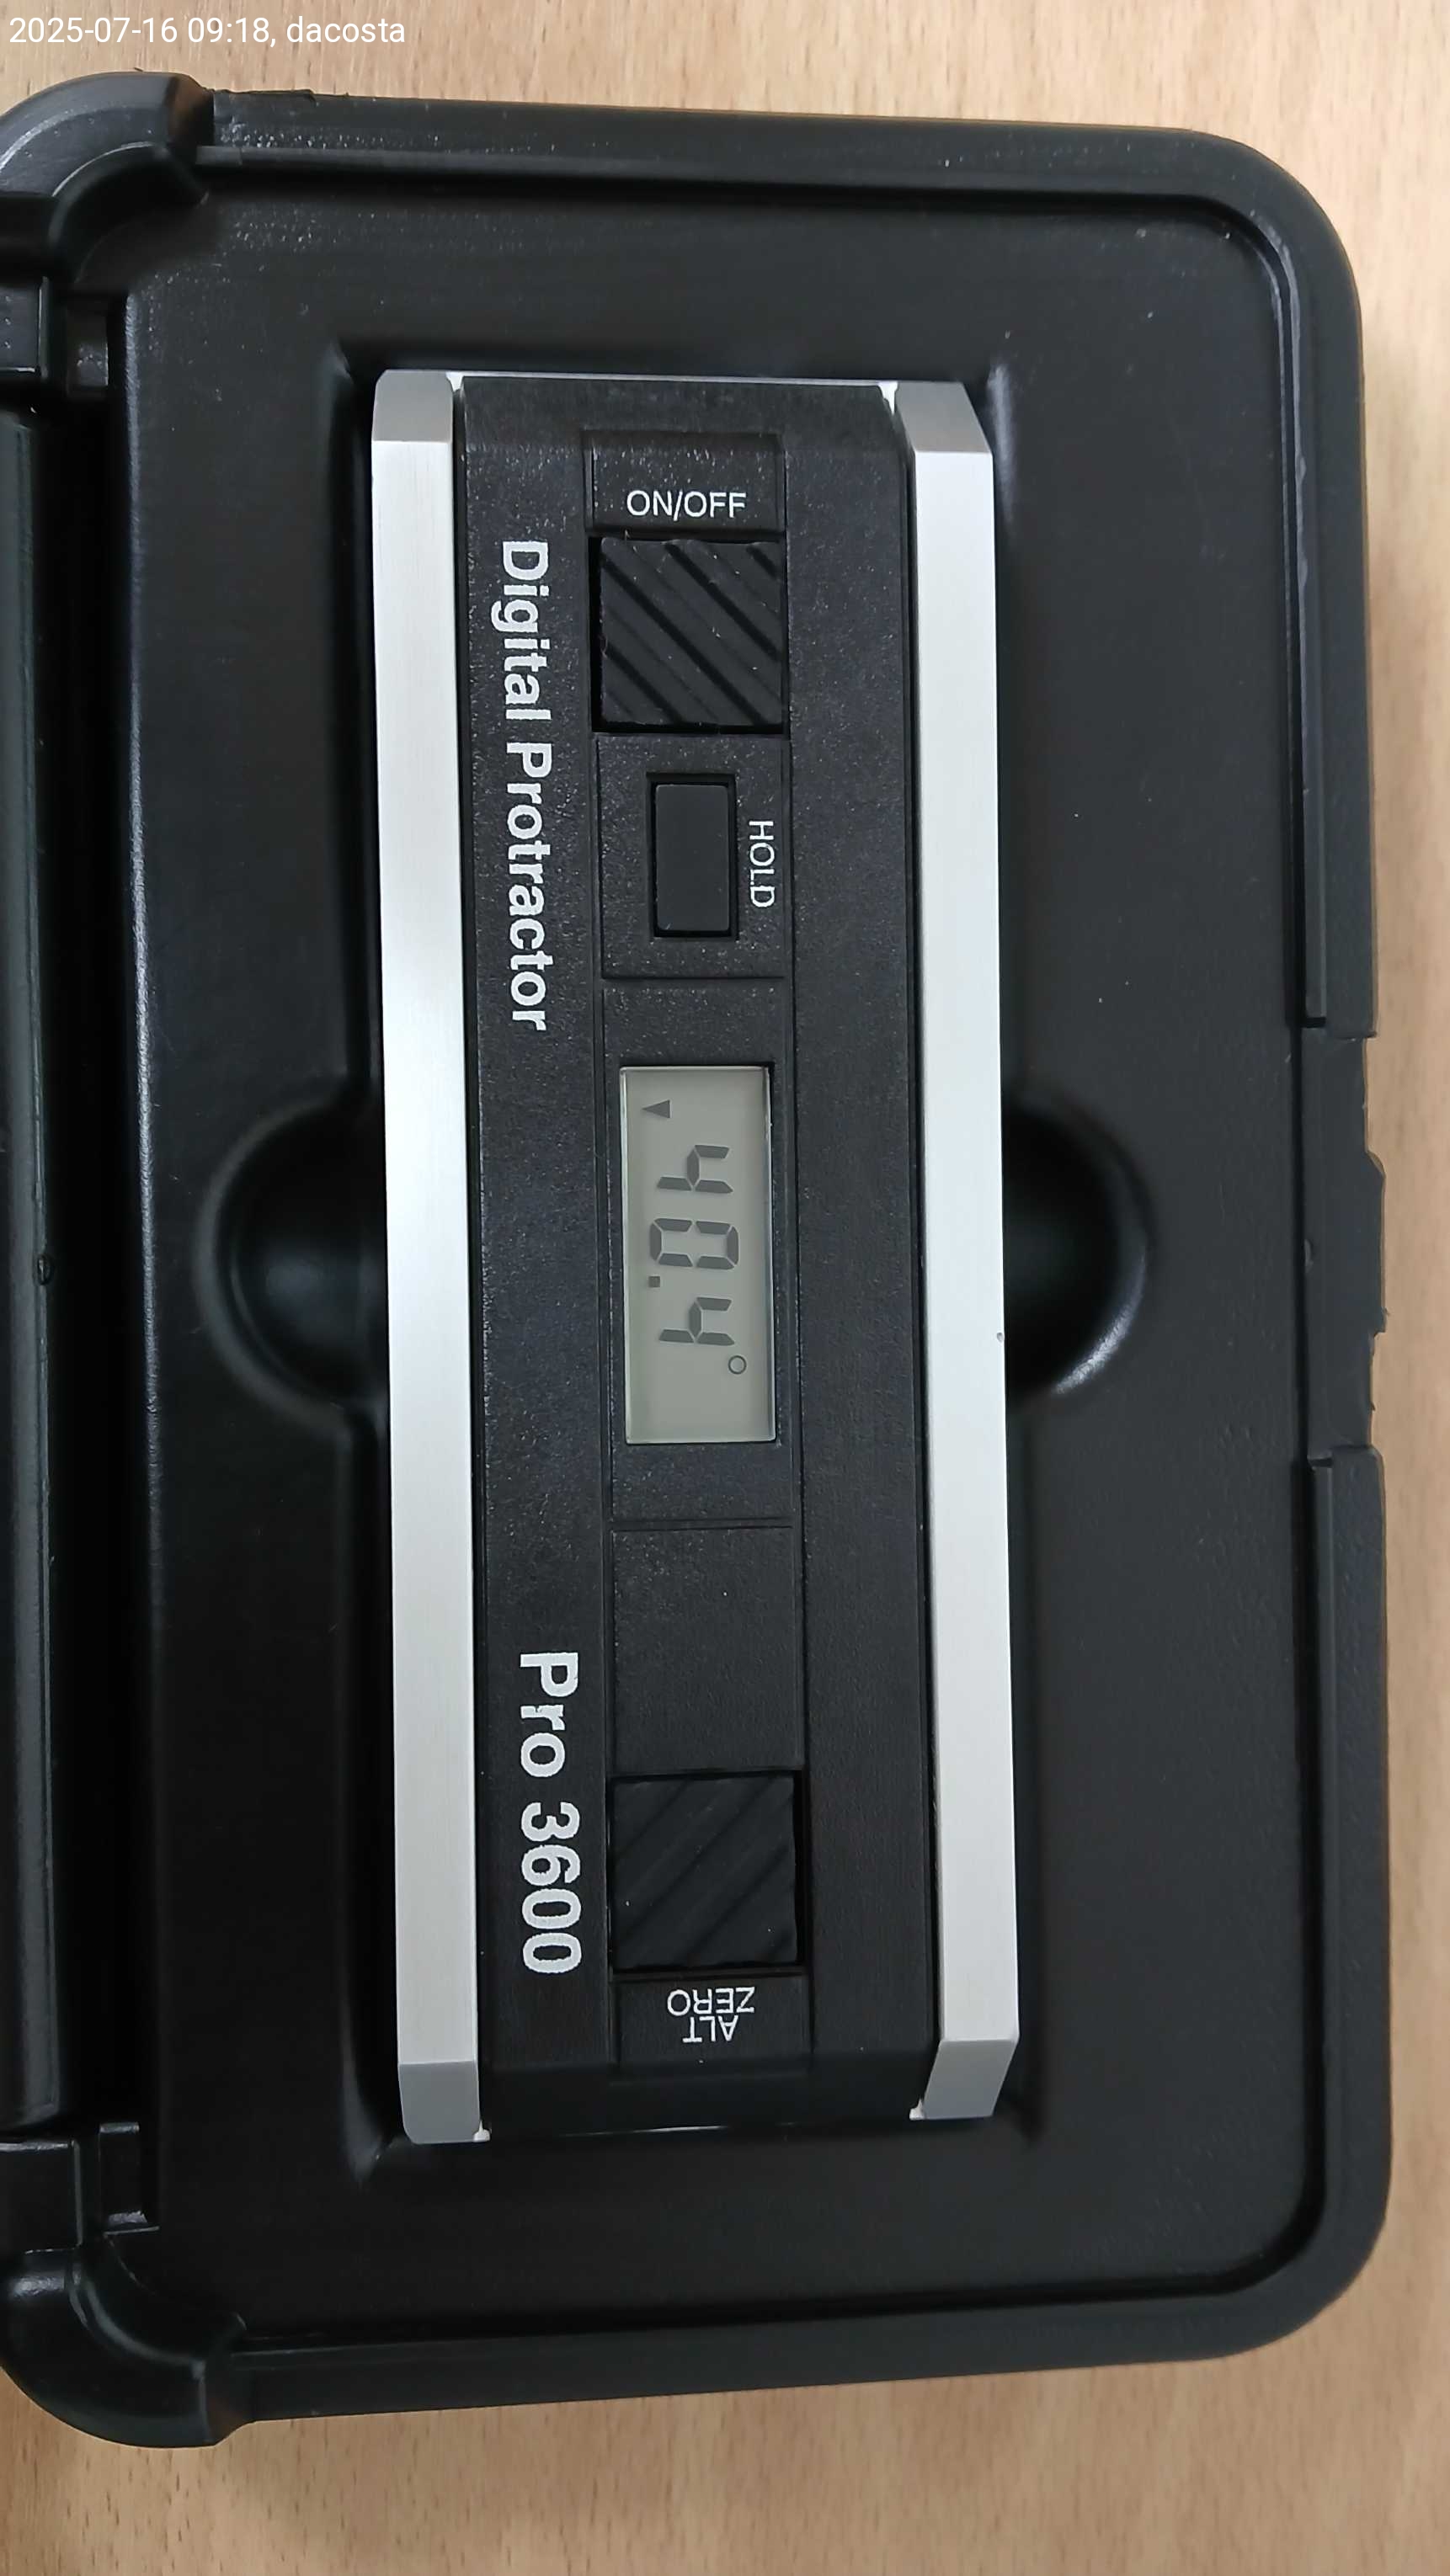 2025-07-16 09:18, dacosta
ON/OFF
HOLD
Digital Protractor
40.4°
Pro 3600
ALT
ZERO